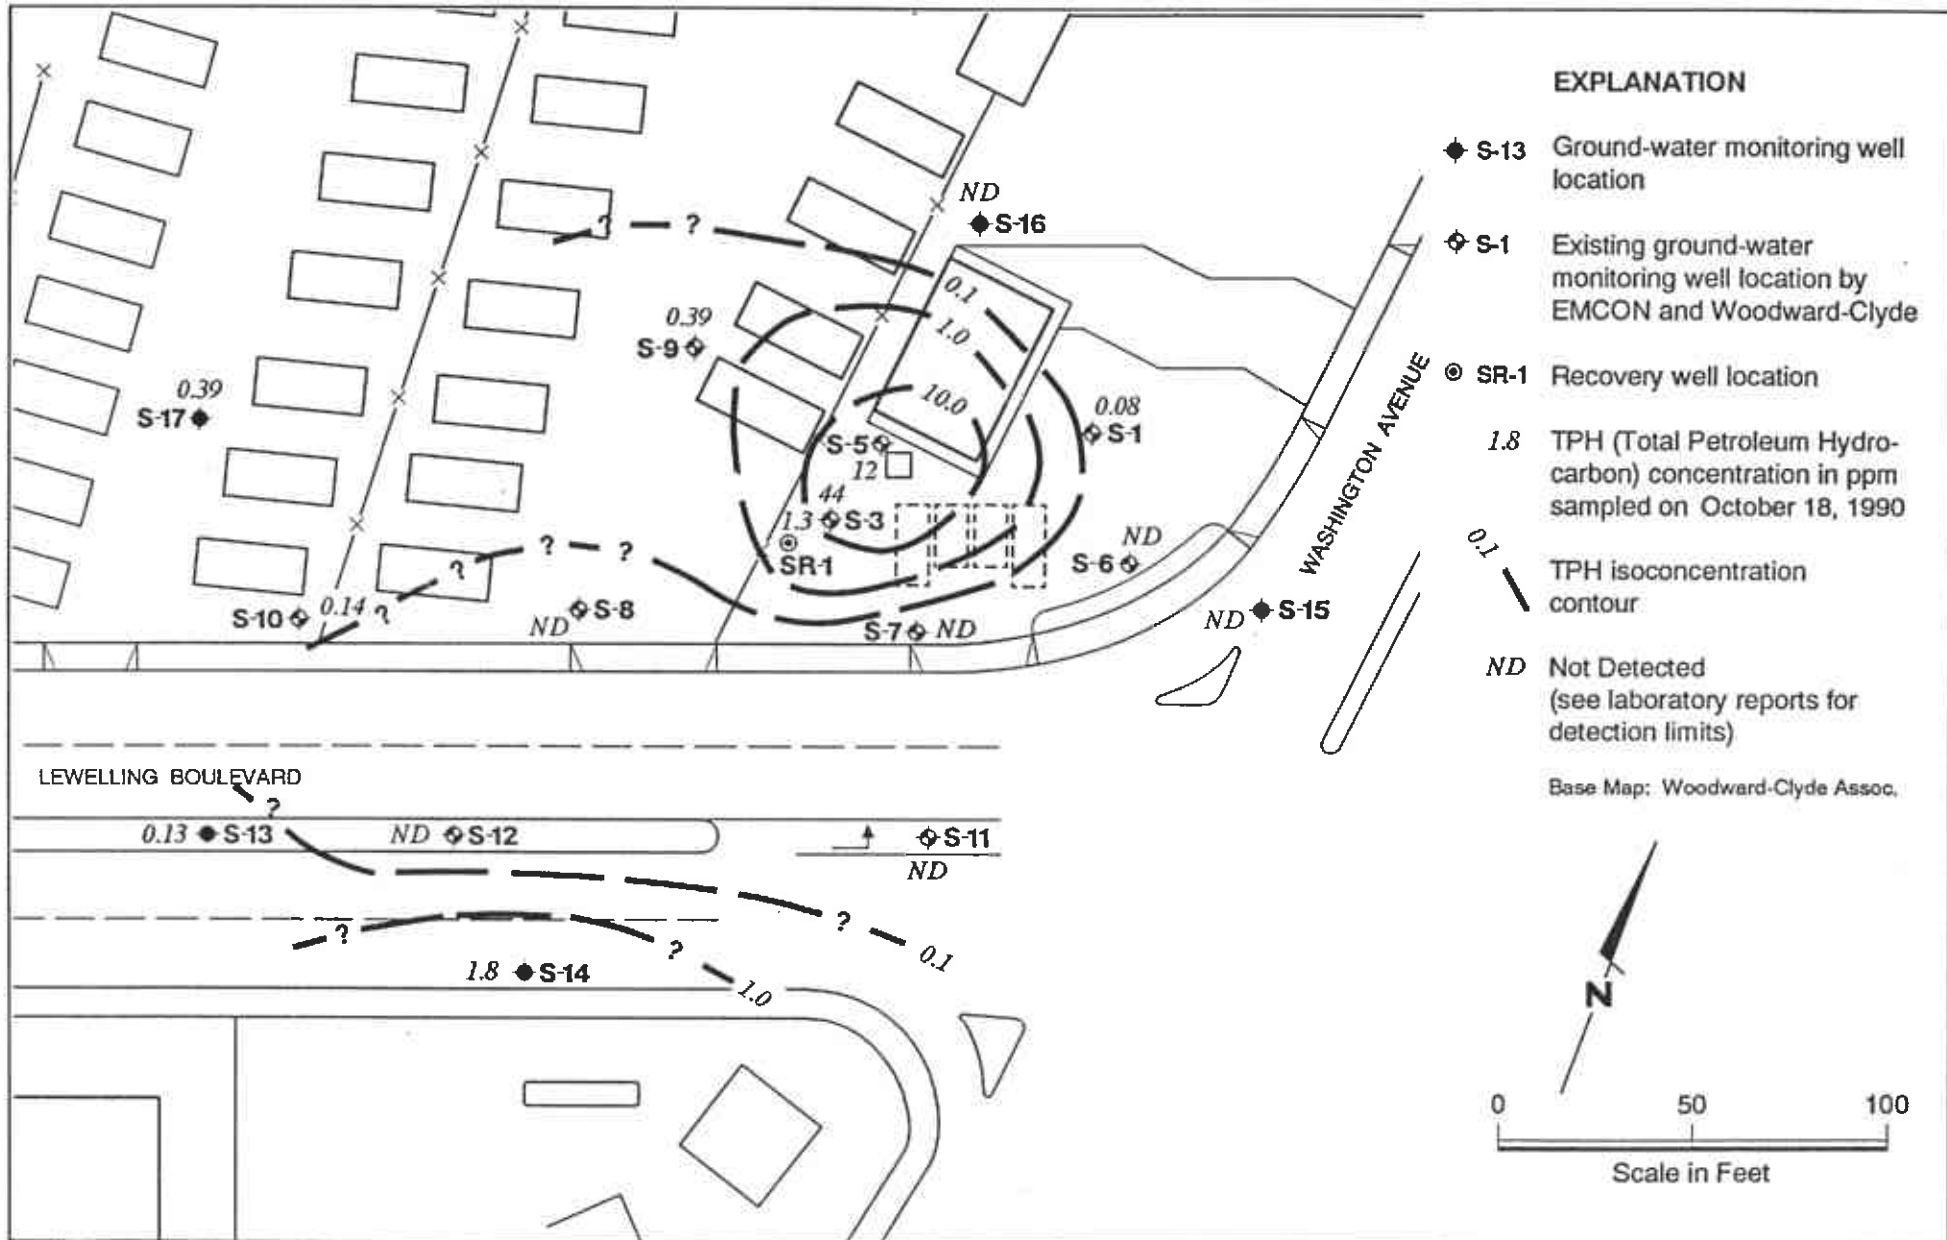 ND
S-16
? ?
0.1
1.0
0.39
S-9
10.0
0.39
S-17
0.08
S-1
S-5
12
44
1.3 S-3
SR-1
? ? ?
ND
S-6
S-10 0.14 ?
S-8
ND
S-7 ND
ND S-15
WASHINGTON AVENUE
LEWELLING BOULEVARD
?
0.13 S-13
ND S-12
S-11
ND
?
0.1
? ?
1.8 S-14
1.0
EXPLANATION
S-13 Ground-water monitoring well
location
S-1 Existing ground-water
monitoring well location by
EMCON and Woodward-Clyde
SR-1 Recovery well location
1.8 TPH (Total Petroleum Hydro-
carbon) concentration in ppm
sampled on October 18, 1990
0.1 TPH isoconcentration
contour
ND Not Detected
(see laboratory reports for
detection limits)
Base Map: Woodward-Clyde Assoc.
N
0 50 100
Scale in Feet